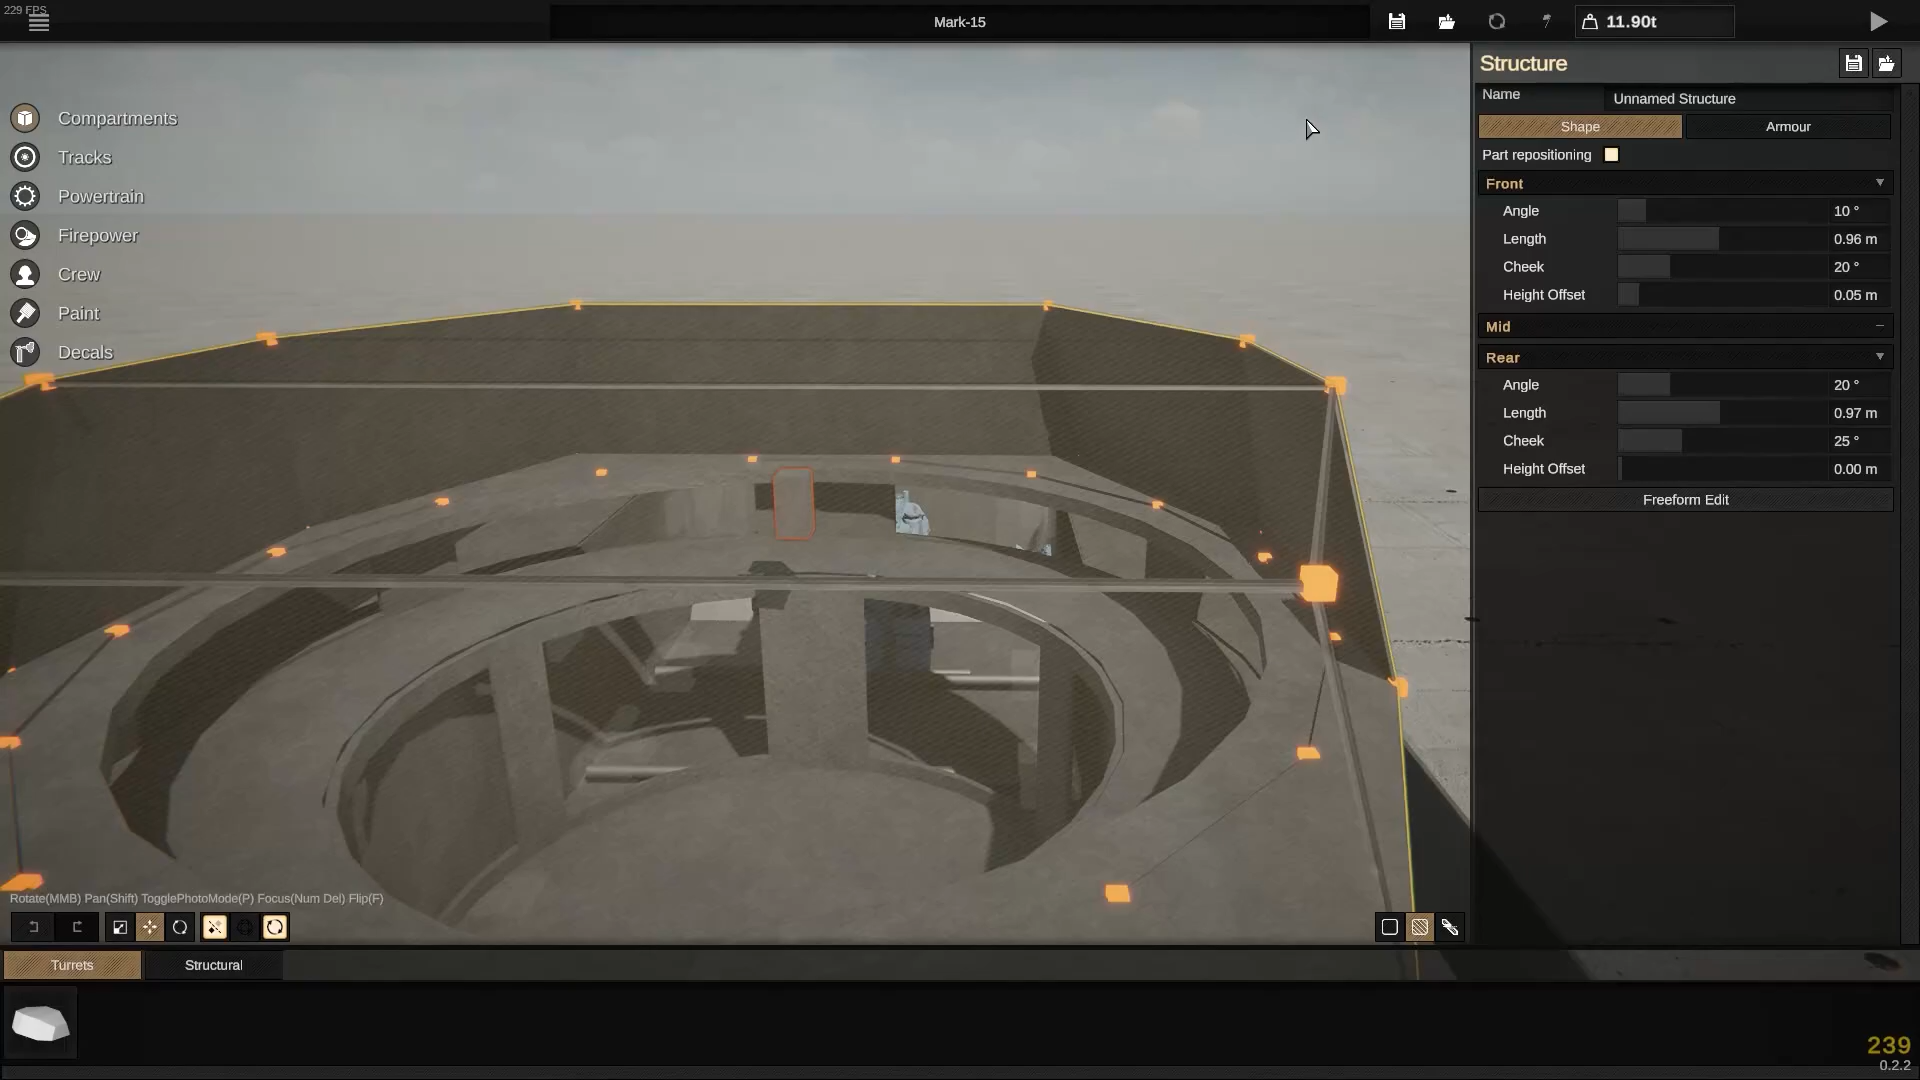 229 FPS
Mark-15
11.90t
Compartments
Tracks
Powertrain
Firepower
Crew
Paint
Decals
Structure
Name
Unnamed Structure
Shape
Armour
Part repositioning
Front
Angle
10 °
Length
0.96 m
Cheek
20 °
Height Offset
0.05 m
Mid
Rear
Angle
20 °
Length
0.97 m
Cheek
25 °
Height Offset
0.00 m
Freeform Edit
Rotate(MMB) Pan(Shift) TogglePhotoMode(P) Focus(Num Del) Flip(F)
Turrets
Structural
239
0.2.2